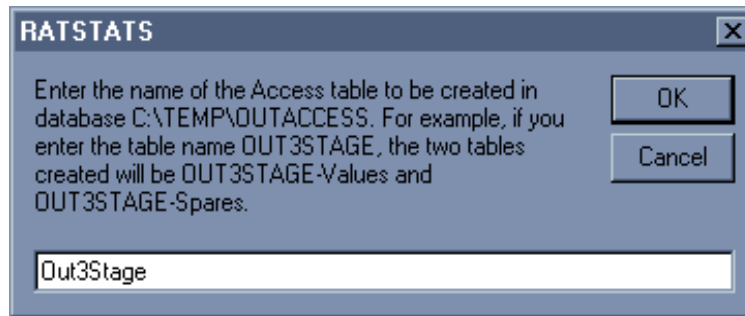 RATSTATS
Enter the name of the Access table to be created in
database C:\TEMP\OUTACCESS. For example, if you
enter the table name OUT3STAGE, the two tables
created will be OUT3STAGE-Values and
OUT3STAGE-Spares.
OK
Cancel
Out3Stage